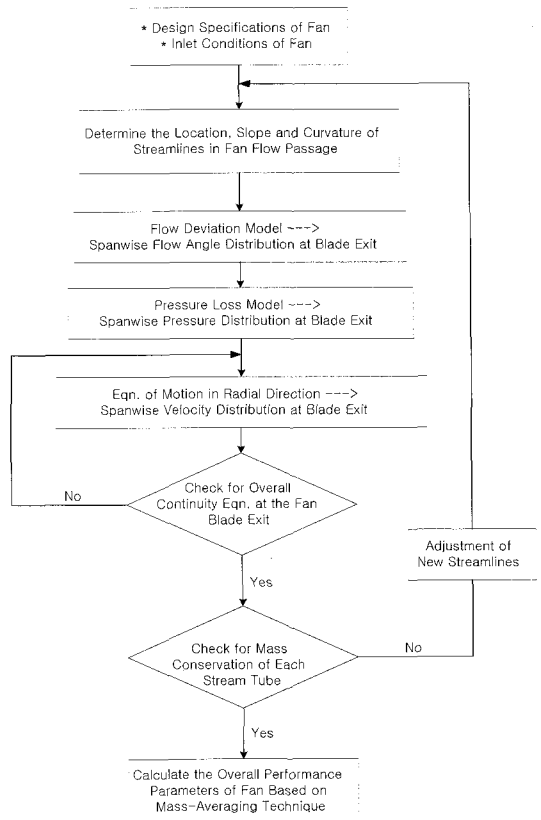 * Design Specifications of Fan
* Inlet Conditions of Fan
Determine the Location, Slope and Curvature of
Streamlines in Fan Flow Passage
Flow Deviation Model --->
Spanwise Flow Angle Distribution at Blade Exit
Pressure Loss Model --->
Spanwise Pressure Distribution at Blade Exit
Eqn. of Motion in Radial Direction --->
Spanwise Velocity Distribution at Blade Exit
Check for Overall
Continuity Eqn. at the Fan
Blade Exit
No
Yes
Adjustment of
New Streamlines
Check for Mass
Conservation of Each
Stream Tube
No
Yes
Calculate the Overall Performance
Parameters of Fan Based on
Mass-Averaging Technique